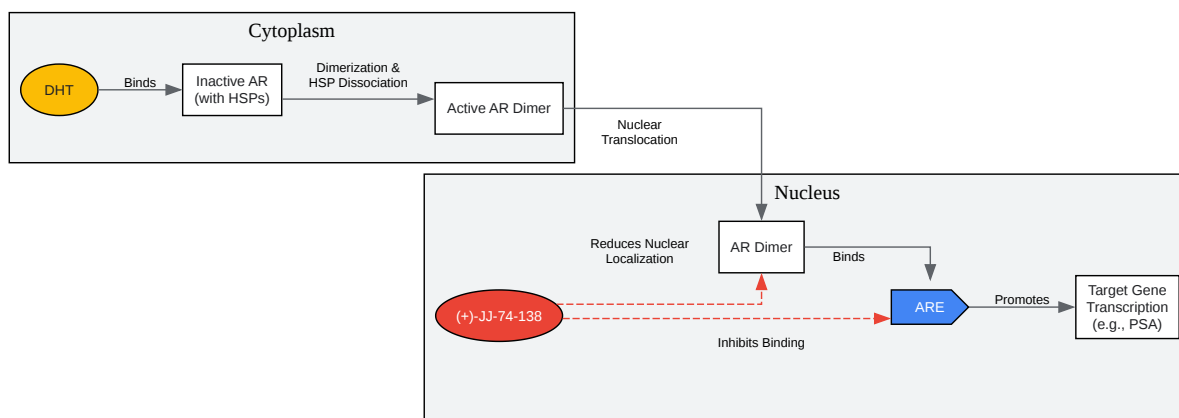 Cytoplasm
DHT
Binds
Inactive AR
(with HSPs)
Dimerization &
HSP Dissociation
Active AR Dimer
Nuclear
Translocation
Nucleus
Reduces Nuclear
Localization
AR Dimer
Binds
(+)-JJ-74-138
Inhibits Binding
ARE
Promotes
Target Gene
Transcription
(e.g., PSA)